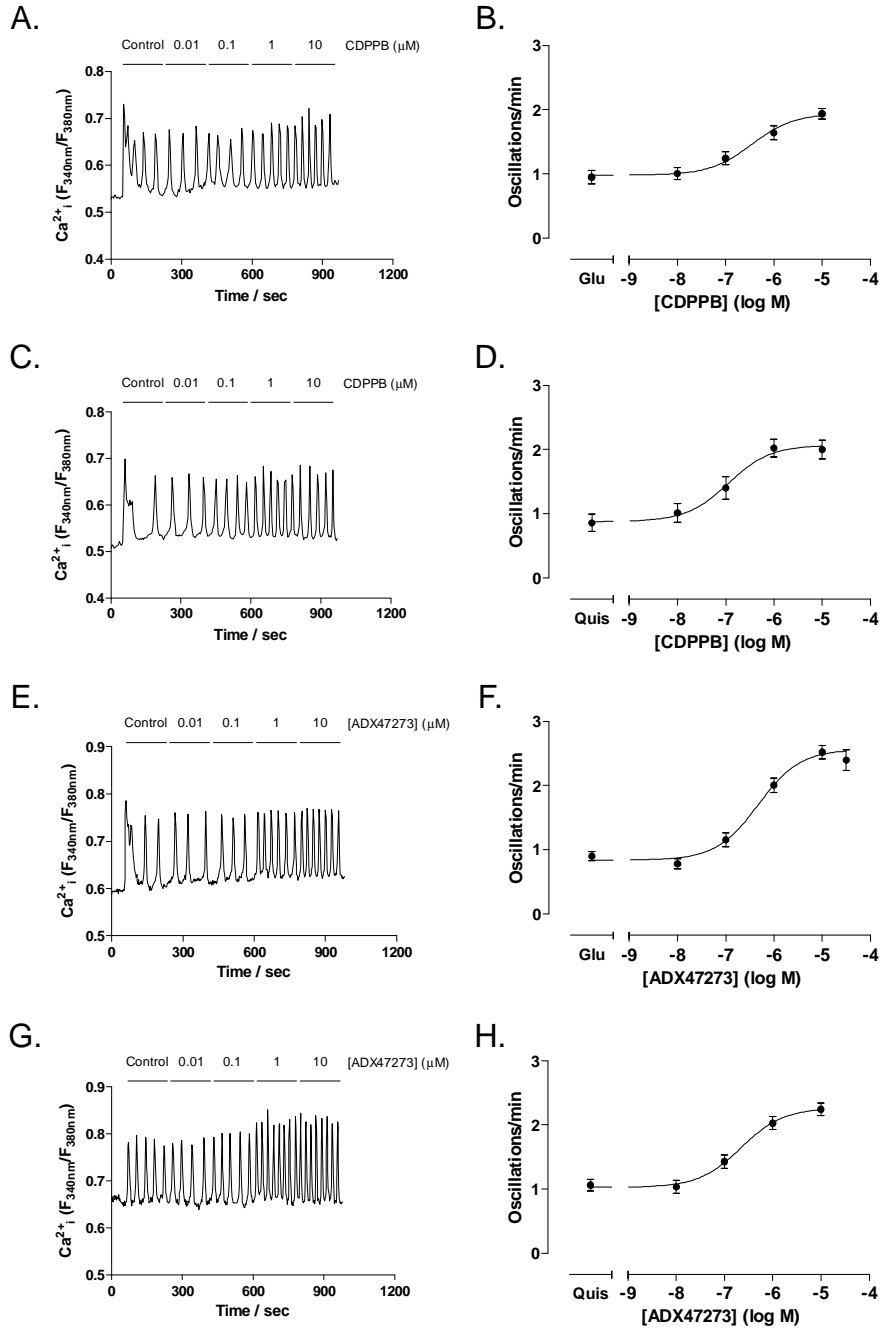 A.
Control 0.01 0.1 1 10 CDPPB (μM)
0.8
0.7
0.6
0.5
0.4
Ca2+i (F340nm/F380nm)
0 300 600 900 1200
Time / sec
B.
3
2
1
0
Oscillations/min
Glu -9 -8 -7 -6 -5 -4
[CDPPB] (log M)
C.
Control 0.01 0.1 1 10 CDPPB (μM)
0.8
0.7
0.6
0.5
0.4
Ca2+i (F340nm/F380nm)
0 300 600 900 1200
Time / sec
D.
3
2
1
0
Oscillations/min
Quis -9 -8 -7 -6 -5 -4
[CDPPB] (log M)
E.
Control 0.01 0.1 1 10 [ADX47273] (μM)
0.9
0.8
0.7
0.6
0.5
Ca2+i (F340nm/F380nm)
0 300 600 900 1200
Time / sec
F.
3
2
1
0
Oscillations/min
Glu -9 -8 -7 -6 -5 -4
[ADX47273] (log M)
G.
Control 0.01 0.1 1 10 [ADX47273] (μM)
0.9
0.8
0.7
0.6
0.5
Ca2+i (F340nm/F380nm)
0 300 600 900 1200
Time / sec
H.
3
2
1
0
Oscillations/min
Quis -9 -8 -7 -6 -5 -4
[ADX47273] (log M)